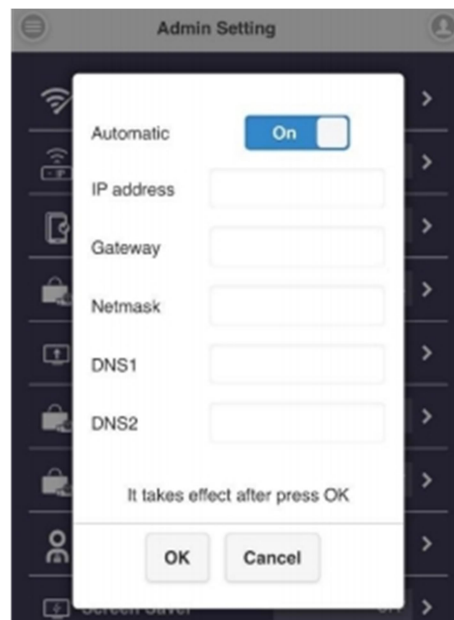 Admin Setting
Automatic On
IP address
Gateway
Netmask
DNS1
DNS2
It takes effect after press OK
OK Cancel
Screen Saver